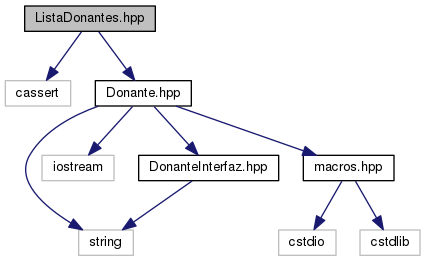 ListaDonantes.hpp
cassert
Donante.hpp
iostream
DonanteInterfaz.hpp
macros.hpp
string
cstdio
cstdlib